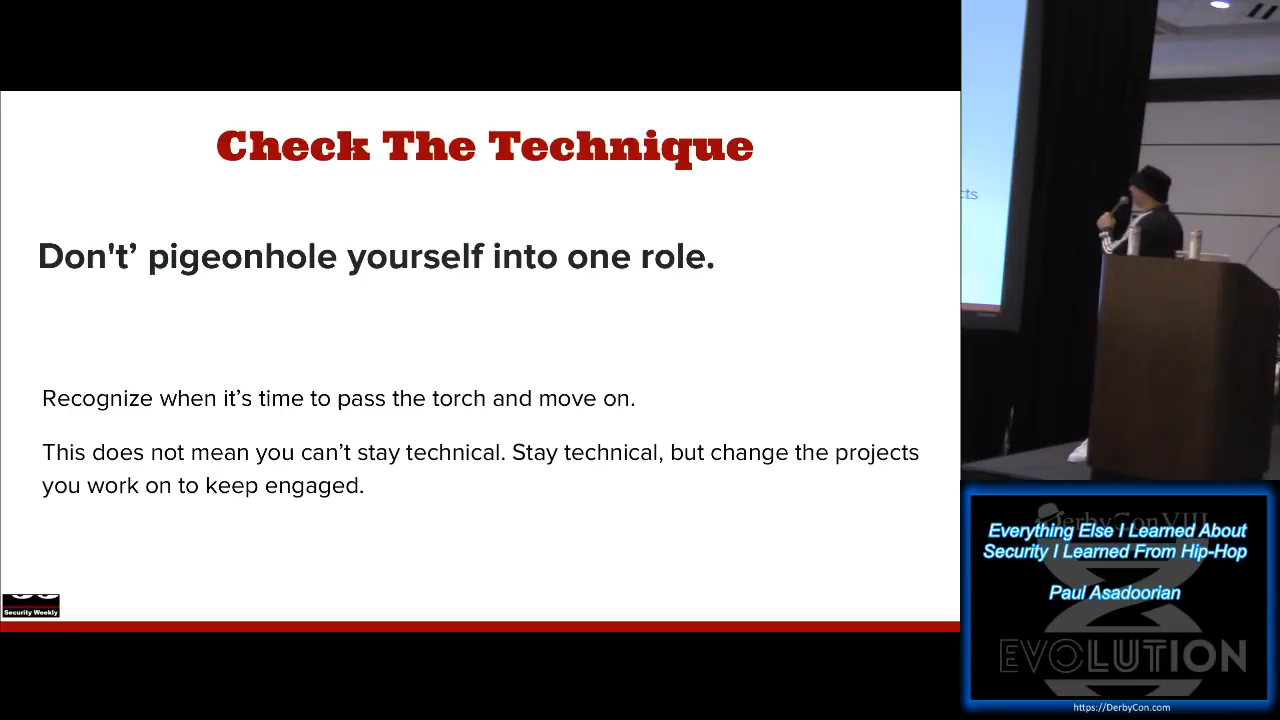 Check The Technique
Don't’ pigeonhole yourself into one role.
Recognize when it’s time to pass the torch and move on.
This does not mean you can’t stay technical. Stay technical, but change the projects
you work on to keep engaged.
Security Weekly
cts
DerbyCon VIII
Everything Else I Learned About
Security I Learned From Hip-Hop
Paul Asadoorian
EVOLUTION
https://DerbyCon.com